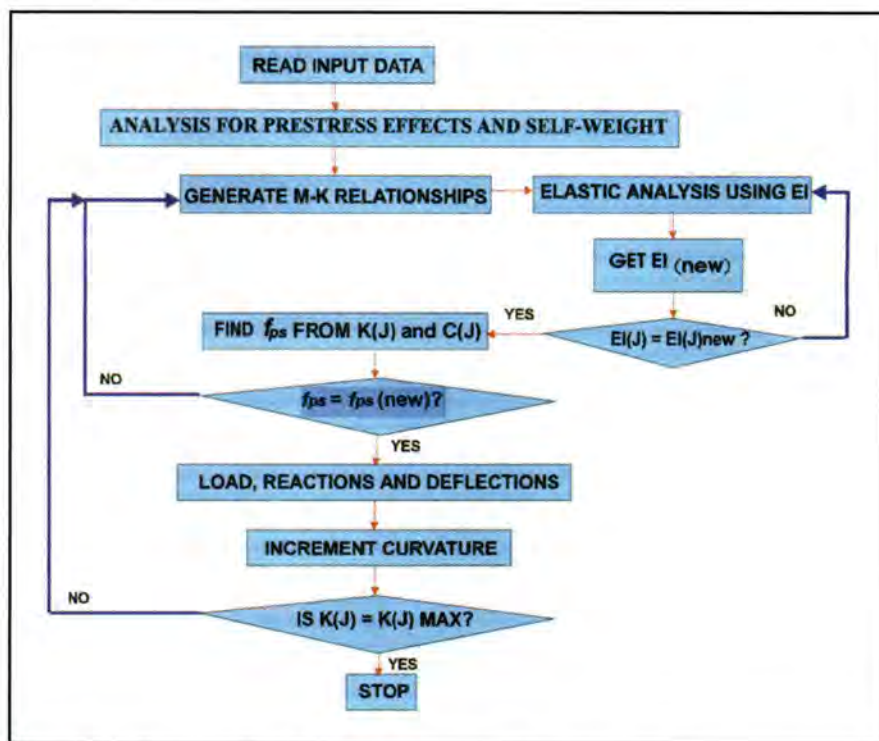 READ INPUT DATA
ANALYSIS FOR PRESTRESS EFFECTS AND SELF-WEIGHT
GENERATE M-K RELATIONSHIPS
ELASTIC ANALYSIS USING EI
GET EI (new)
EI(J) = EI(J)new ?
NO
YES
FIND fps FROM K(J) and C(J)
fps = fps (new)?
NO
YES
LOAD, REACTIONS AND DEFLECTIONS
INCREMENT CURVATURE
IS K(J) = K(J) MAX?
NO
YES
STOP